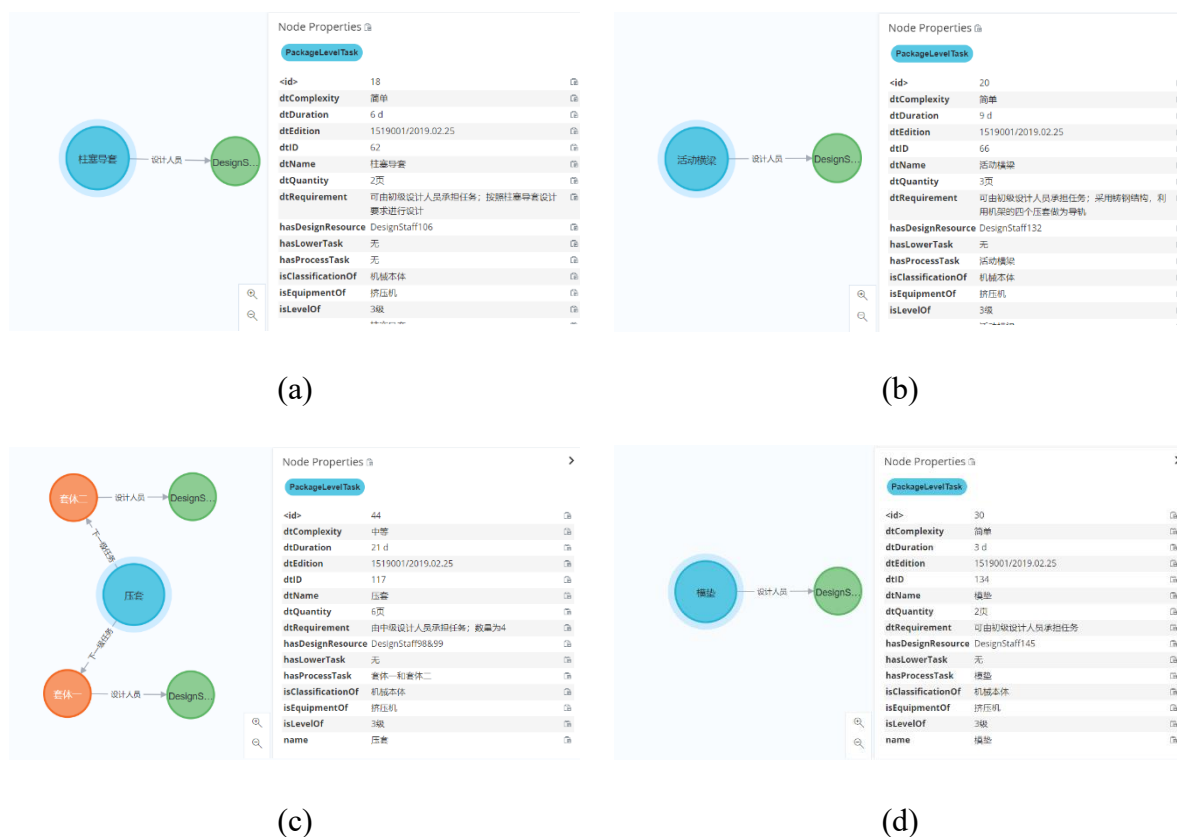 Node Properties
PackageLevelTask
<id> 18
dtComplexity 简单
dtDuration 6 d
dtEdition 1519001/2019.02.25
dtID 62
dtName 柱塞导套
dtQuantity 2页
dtRequirement 可由初级设计人员承担任务；按照柱塞导套设计
要求进行设计
hasDesignResource DesignStaff106
hasLowerTask 无
hasProcessTask 无
isClassificationOf 机械本体
isEquipmentOf 挤压机
isLevelOf 3级
柱塞导套
设计人员
DesignS...
(a)
Node Properties
PackageLevelTask
<id> 20
dtComplexity 简单
dtDuration 9 d
dtEdition 1519001/2019.02.25
dtID 66
dtName 活动横梁
dtQuantity 3页
dtRequirement 可由初级设计人员承担任务；采用铸钢结构，利
用机架的四个压套做为导轨
hasDesignResource DesignStaff132
hasLowerTask 无
hasProcessTask 活动横梁
isClassificationOf 机械本体
isEquipmentOf 挤压机
isLevelOf 3级
活动横梁
设计人员
DesignS...
(b)
套体二
设计人员
DesignS...
下一级任务
压套
下一级任务
套体一
设计人员
DesignS...
Node Properties
PackageLevelTask
<id> 44
dtComplexity 中等
dtDuration 21 d
dtEdition 1519001/2019.02.25
dtID 117
dtName 压套
dtQuantity 6页
dtRequirement 由中级设计人员承担任务；数量为4
hasDesignResource DesignStaff98&99
hasLowerTask 无
hasProcessTask 套体一和套体二
isClassificationOf 机械本体
isEquipmentOf 挤压机
isLevelOf 3级
name 压套
(c)
模垫
设计人员
DesignS...
Node Properties
PackageLevelTask
<id> 30
dtComplexity 简单
dtDuration 3 d
dtEdition 1519001/2019.02.25
dtID 134
dtName 模垫
dtQuantity 2页
dtRequirement 可由初级设计人员承担任务
hasDesignResource DesignStaff145
hasLowerTask 无
hasProcessTask 模垫
isClassificationOf 机械本体
isEquipmentOf 挤压机
isLevelOf 3级
name 模垫
(d)